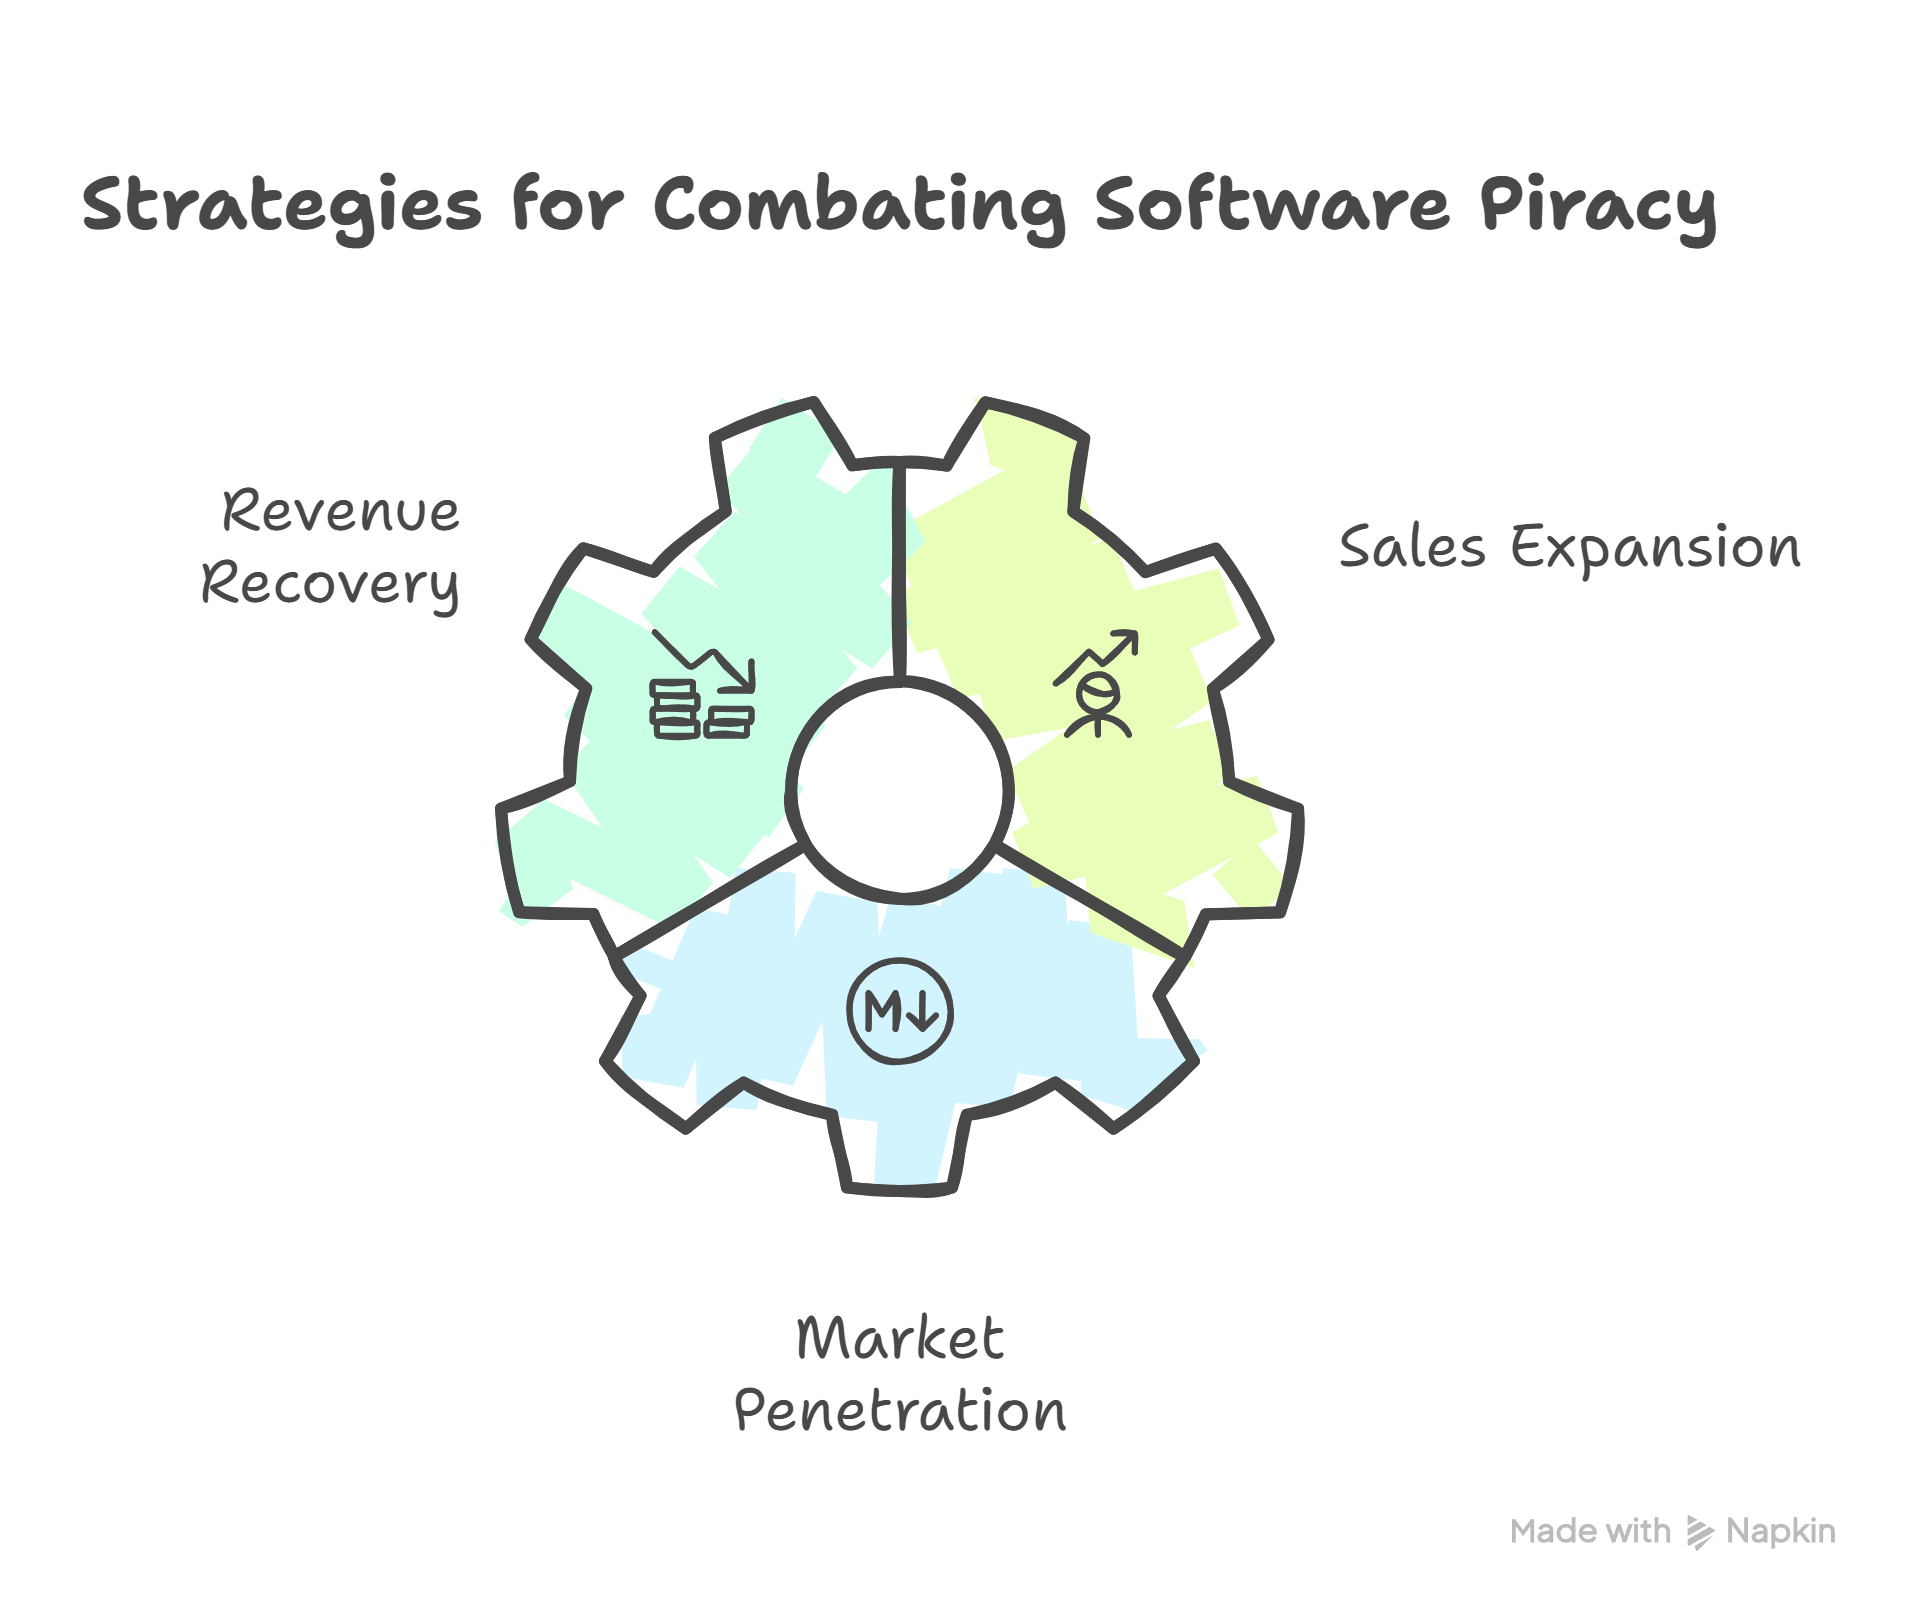 Strategies for Combating Software Piracy
Revenue
Recovery
Sales Expansion
M↓
Market
Penetration
Made with Napkin